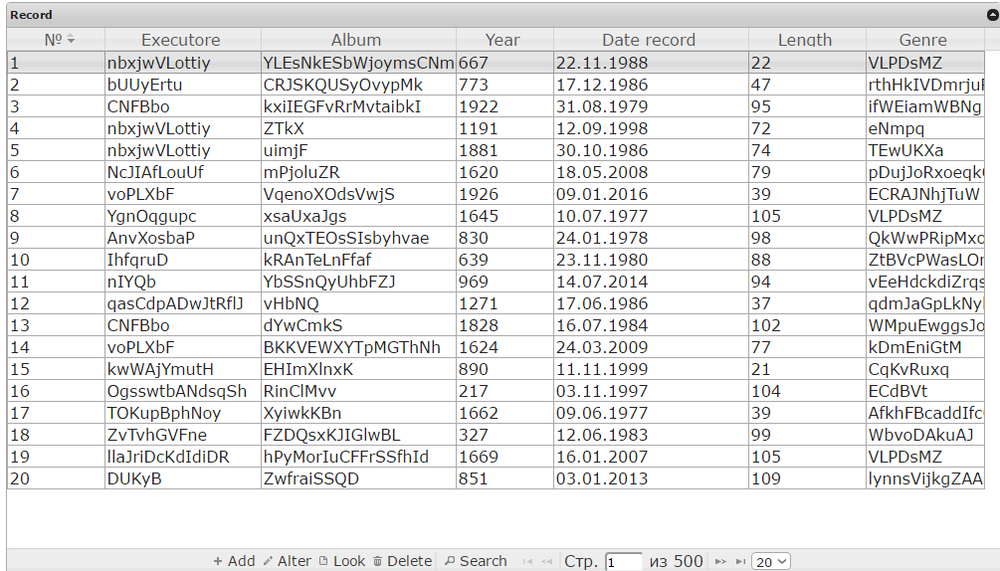 Record
№ Executore Album Year Date record Length Genre
1 nbxjwVLottiy YLEsNkESbWjoymsCNm 667 22.11.1988 22 VLPDsMZ
2 bUUyErtu CRJSKQUSyOvypMk 773 17.12.1986 47
3 CNFBbo kxiIEGFvRrMvtaibkI 1922 31.08.1979 95 ifWEiamWBNg
4 nbxjwVLottiy ZTkX 1191 12.09.1998 72 eNmpq
5 nbxjwVLottiy uimjF 1881 30.10.1986 74 TEwUKXa
6 NcJIAfLouUf mPjoluZR 1620 18.05.2008 79
7 voPLXbF VqenoXOdsVwjS 1926 09.01.2016 39 ECRAJNhjTuW
8 YgnOqgupc xsaUxaJgs 1645 10.07.1977 105 VLPDsMZ
9 AnvXosbaP unQxTEOsSIsbyhvae 830 24.01.1978 98 QkWwPRipMxo
10 IhfqruD kRAnTeLnFfaf 639 23.11.1980 88
11 nIYQb YbSSnQyUhbFZJ 969 14.07.2014 94 vEeHdckdiZrqs
12 qasCdpADwJtRflJ vHbNQ 1271 17.06.1986 37
13 CNFBbo dYwCmkS 1828 16.07.1984 102 WMpuEwggsJo
14 voPLXbF BKKVEWXYTpMGThNh 1624 24.03.2009 77 kDmEniGtM
15 kwWAjYmutH EHImXlnxK 890 11.11.1999 21 CqKvRuxq
16 OgsswtbANdsqSh RinClMvv 217 03.11.1997 104 ECdBVt
17 TOKupBphNoy XyiwkKBn 1662 09.06.1977 39
18 ZvTvhGVFne FZDQsxKJIGlwBL 327 12.06.1983 99 WbvoDAkuAJ
19 llaJriDcKdIdiDR hPyMorIuCFFrSSfhId 1669 16.01.2007 105 VLPDsMZ
20 DUKyB ZwfraiSSQD 851 03.01.2013 109 lynnsVijkgZAA
+ Add Alter Look Delete Search Стр. 1 из 500 20